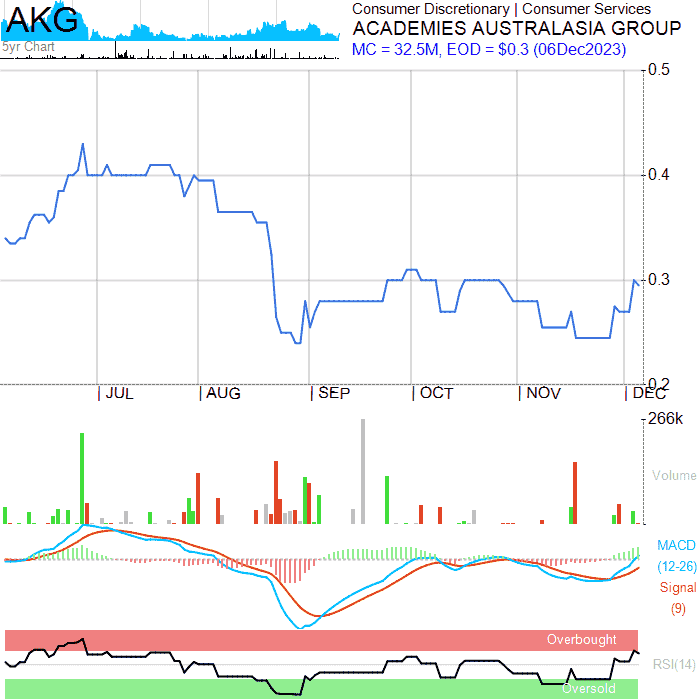 AKG
5yr Chart
Consumer Discretionary | Consumer Services
ACADEMIES AUSTRALASIA GROUP
MC = 32.5M, EOD = $0.3 (06Dec2023)
0.5
0.4
0.3
0.2
| JUL
| AUG
| SEP
| OCT
| NOV
| DEC
266k
Volume
MACD
(12-26)
Signal
(9)
Overbought
RSI(14)
Oversold